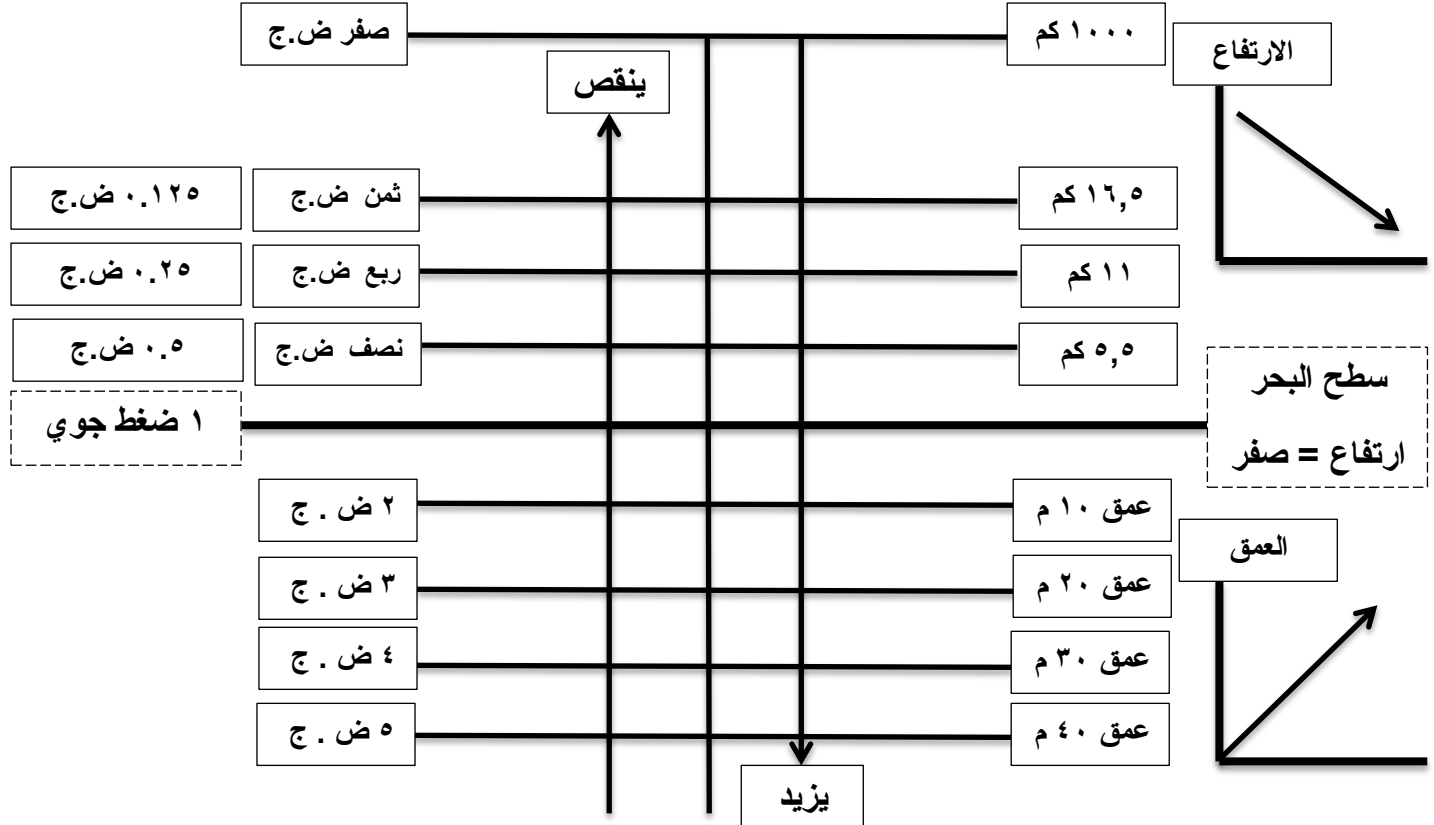 ١٠٠٠ كم
صفر ض.ج
الارتفاع
ينقص
١٦,٥ كم
ثمن ض.ج
٠.١٢٥ ض.ج
١١ كم
ربع ض.ج
٠.٢٥ ض.ج
٥,٥ كم
نصف ض.ج
٠.٥ ض.ج
سطح البحر
ارتفاع = صفر
١ ضغط جوي
عمق ١٠ م
٢ ض . ج
العمق
عمق ٢٠ م
٣ ض . ج
عمق ٣٠ م
٤ ض . ج
عمق ٤٠ م
٥ ض . ج
يزيد